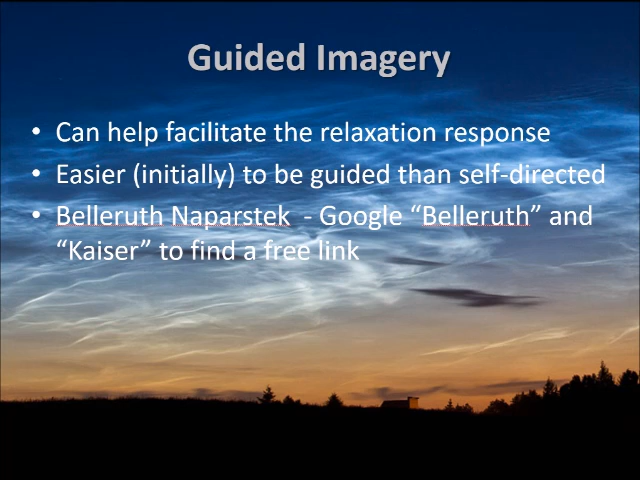 Guided Imagery
• Can help facilitate the relaxation response
• Easier (initially) to be guided than self-directed
• Belleruth Naparstek  - Google “Belleruth” and
“Kaiser” to find a free link